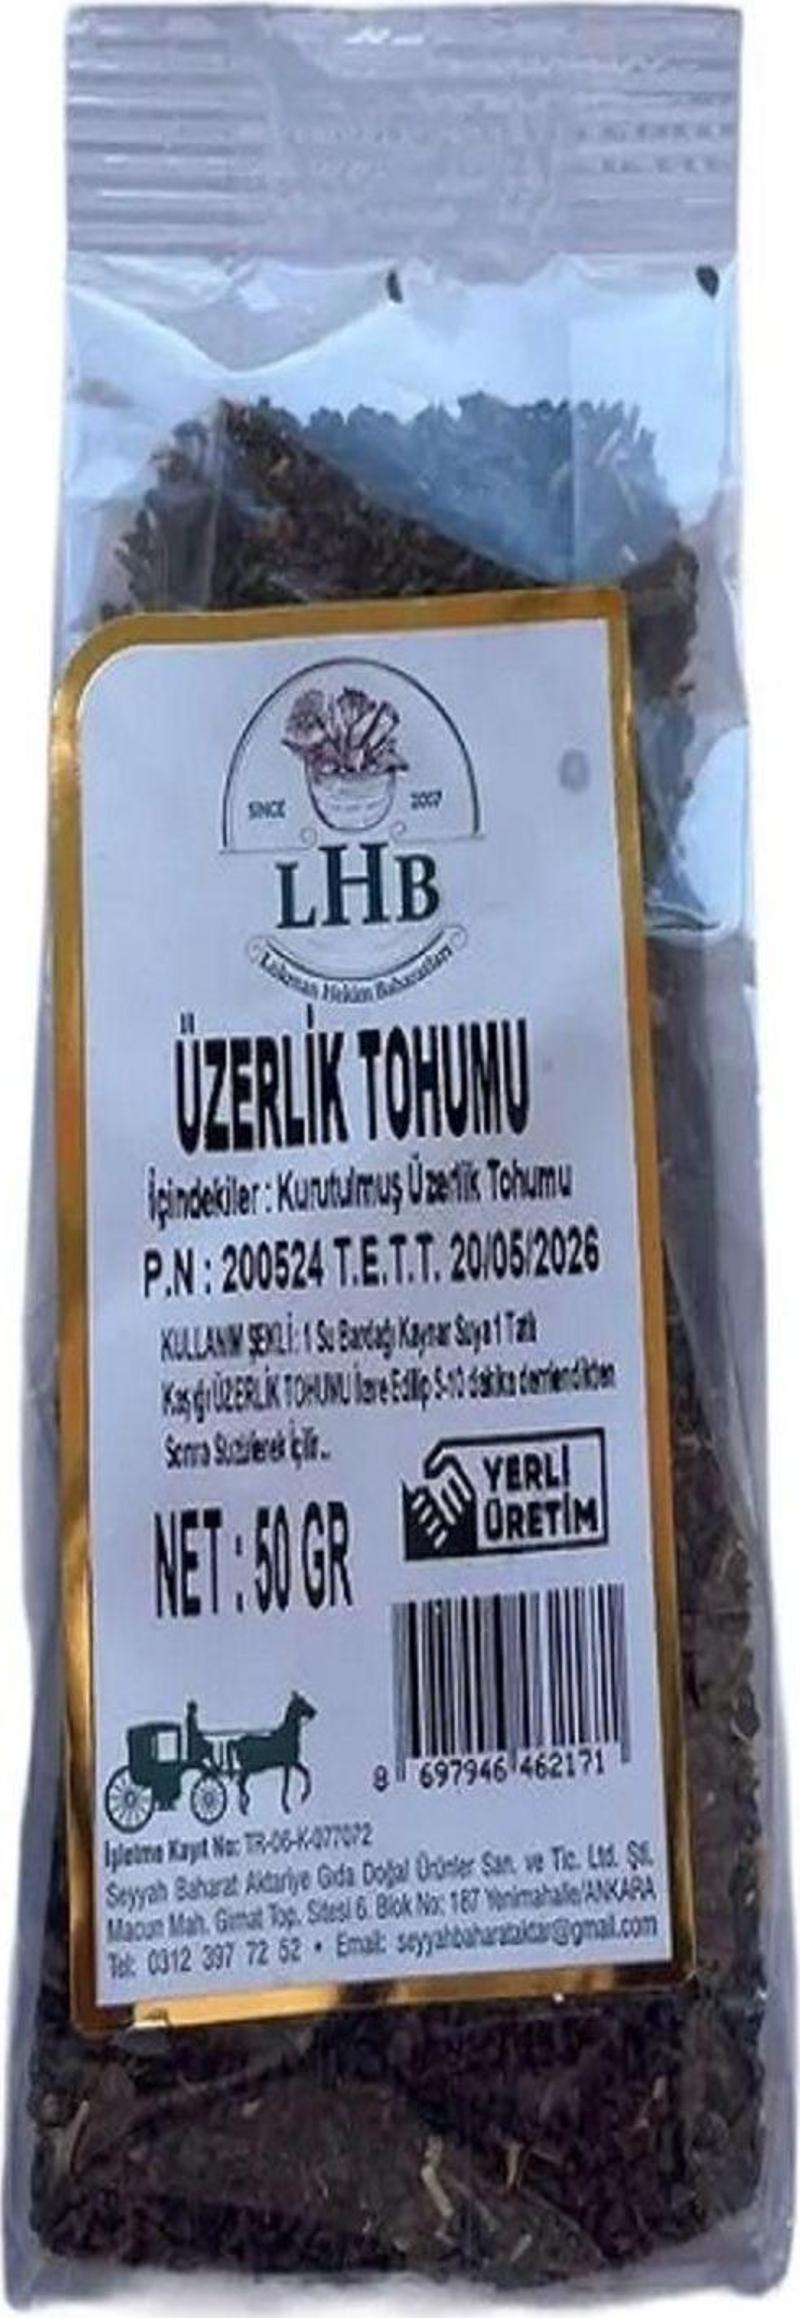 SINCE 2007
LHB
Lokman Hekim Baharatları
ÜZERLİK TOHUMU
İçindekiler : Kurutulmuş Üzerlik Tohumu
P.N : 200524 T.E.T.T. 20/05/2026
KULLANIM ŞEKLİ: 1 Su Bardağı Kaynar Suya 1 Tatlı
Kaşığı ÜZERLİK TOHUMU İlave Edilip 5-10 dakika demlendikten
Sonra Süzülerek İçilir...
YERLİ
ÜRETİM
NET : 50 GR
8 697946 462171
İşletme Kayıt No: TR-06-K-077072
Seyyah Baharat Aktariye Gıda Doğal Ürünler San. ve Tic. Ltd. Şti.
Macun Mah. Gimat Top. Sitesi 6. Blok No: 187 Yenimahalle/ANKARA
Tel: 0312 397 72 52 • Email: seyyahbaharataktar@gmail.com